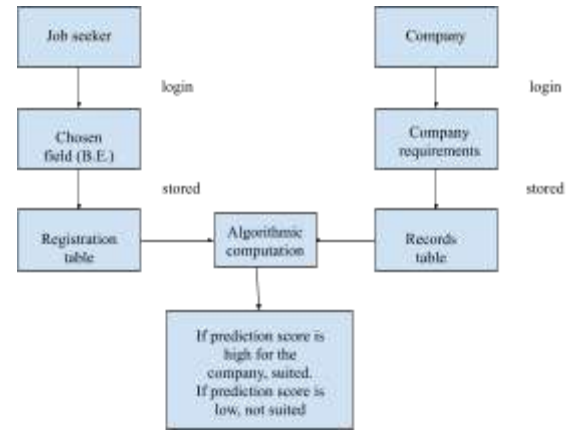 Job seeker
Company
login
login
Chosen
field (B.E.)
Company
requirements
stored
stored
Registration
table
Algorithmic
computation
Records
table
If prediction score is
high for the
company, suited.
If prediction score is
low, not suited